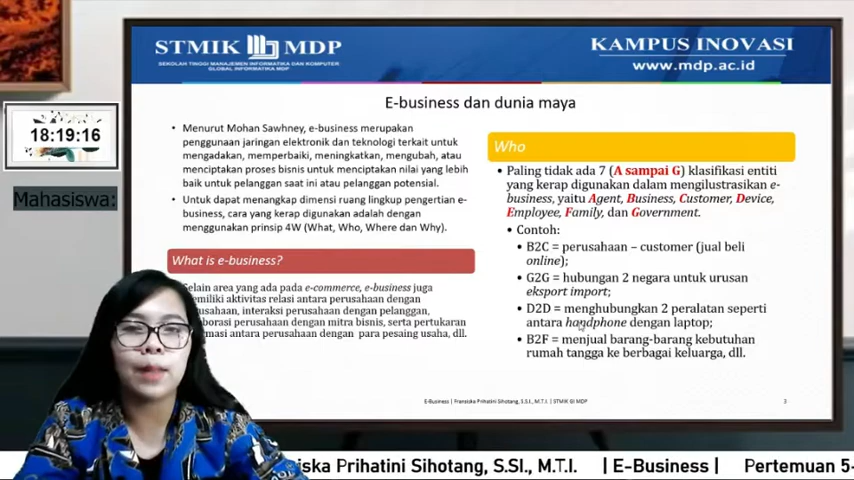 STMIK MDP
SEKOLAH TINGGI MANAJEMEN INFORMATIKA DAN KOMPUTER
GLOBAL INFORMATIKA MDP
KAMPUS INOVASI
www.mdp.ac.id
18:19:16
Mahasiswa:
E-business dan dunia maya
• Menurut Mohan Sawhney, e-business merupakan
penggunaan jaringan elektronik dan teknologi terkait untuk
mengadakan, memperbaiki, meningkatkan, mengubah, atau
menciptakan proses bisnis untuk menciptakan nilai yang lebih
baik untuk pelanggan saat ini atau pelanggan potensial.
• Untuk dapat menangkap dimensi ruang lingkup pengertian e-
business, cara yang kerap digunakan adalah dengan
menggunakan prinsip 4W (What, Who, Where dan Why).
What is e-business?
Selain area yang ada pada e-commerce, e-business juga
emiliki aktivitas relasi antara perusahaan dengan
usahaan, interaksi perusahaan dengan pelanggan,
aborasi perusahaan dengan mitra bisnis, serta pertukaran
masi antara perusahaan dengan para pesaing usaha, dll.
Who
• Paling tidak ada 7 (A sampai G) klasifikasi entiti
yang kerap digunakan dalam mengilustrasikan e-
business, yaitu Agent, Business, Customer, Device,
Employee, Family, dan Government.
• Contoh:
• B2C = perusahaan – customer (jual beli
online);
• G2G = hubungan 2 negara untuk urusan
eksport import;
• D2D = menghubungkan 2 peralatan seperti
antara handphone dengan laptop;
• B2F = menjual barang-barang kebutuhan
rumah tangga ke berbagai keluarga, dll.
E-Business | Fransiska Prihatini Sihotang, S.S.I., M.T.I. | STMIK GI MDP
3
iska Prihatini Sihotang, S.SI., M.T.I. | E-Business | Pertemuan 5-